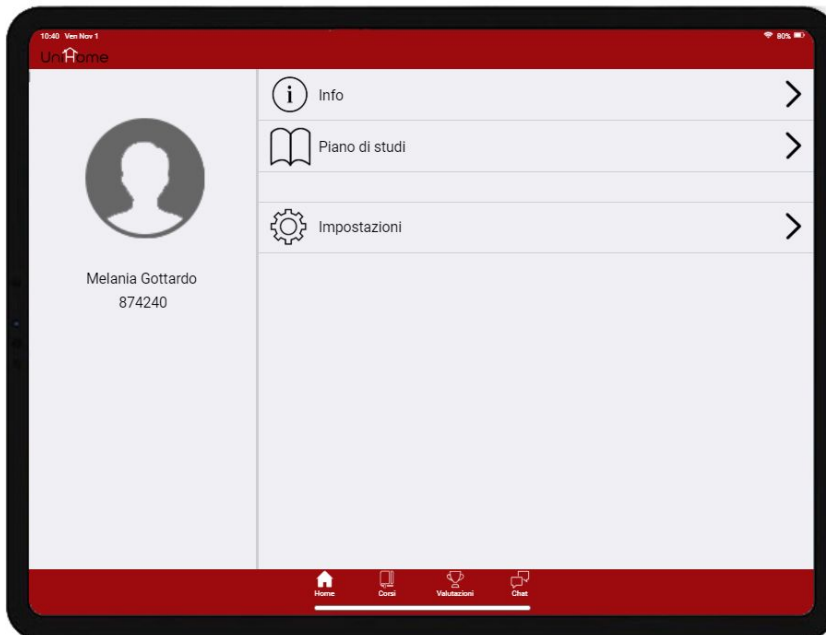 10:40 Ven Nov 1
80%
UniHome
Info
Piano di studi
Impostazioni
Melania Gottardo
874240
Home Corsi Valutazioni Chat